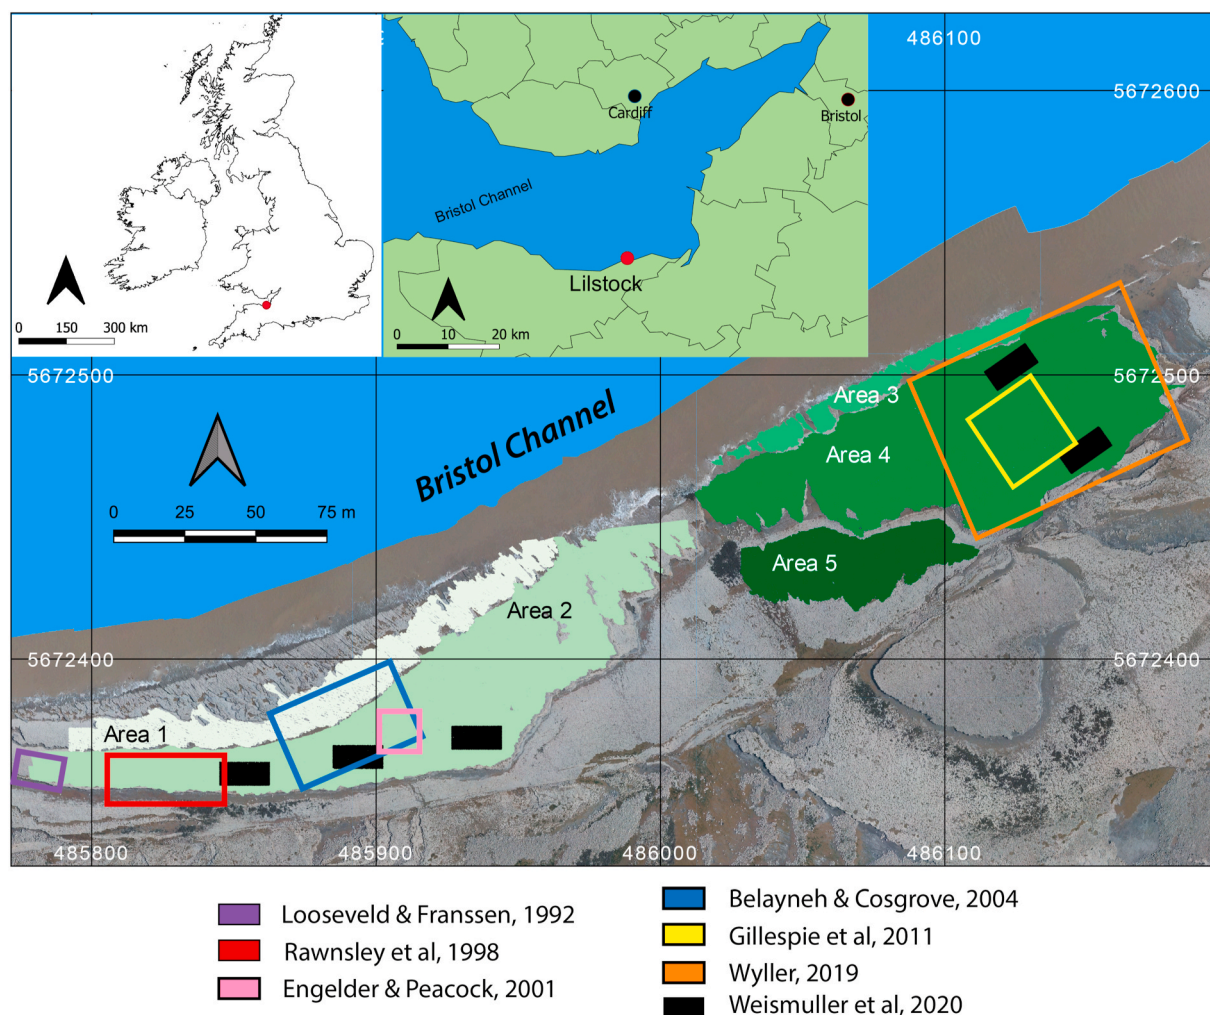 486100
5672600
Cardiff
Bristol
Bristol Channel
Lilstock
0 150 300 km
0 10 20 km
5672500
5672500
Area 3
Bristol Channel
Area 4
0 25 50 75 m
Area 5
Area 2
5672400
5672400
Area 1
485800
485900
486000
486100
Looseveld & Franssen, 1992
Rawnsley et al, 1998
Engelder & Peacock, 2001
Belayneh & Cosgrove, 2004
Gillespie et al, 2011
Wyller, 2019
Weismuller et al, 2020